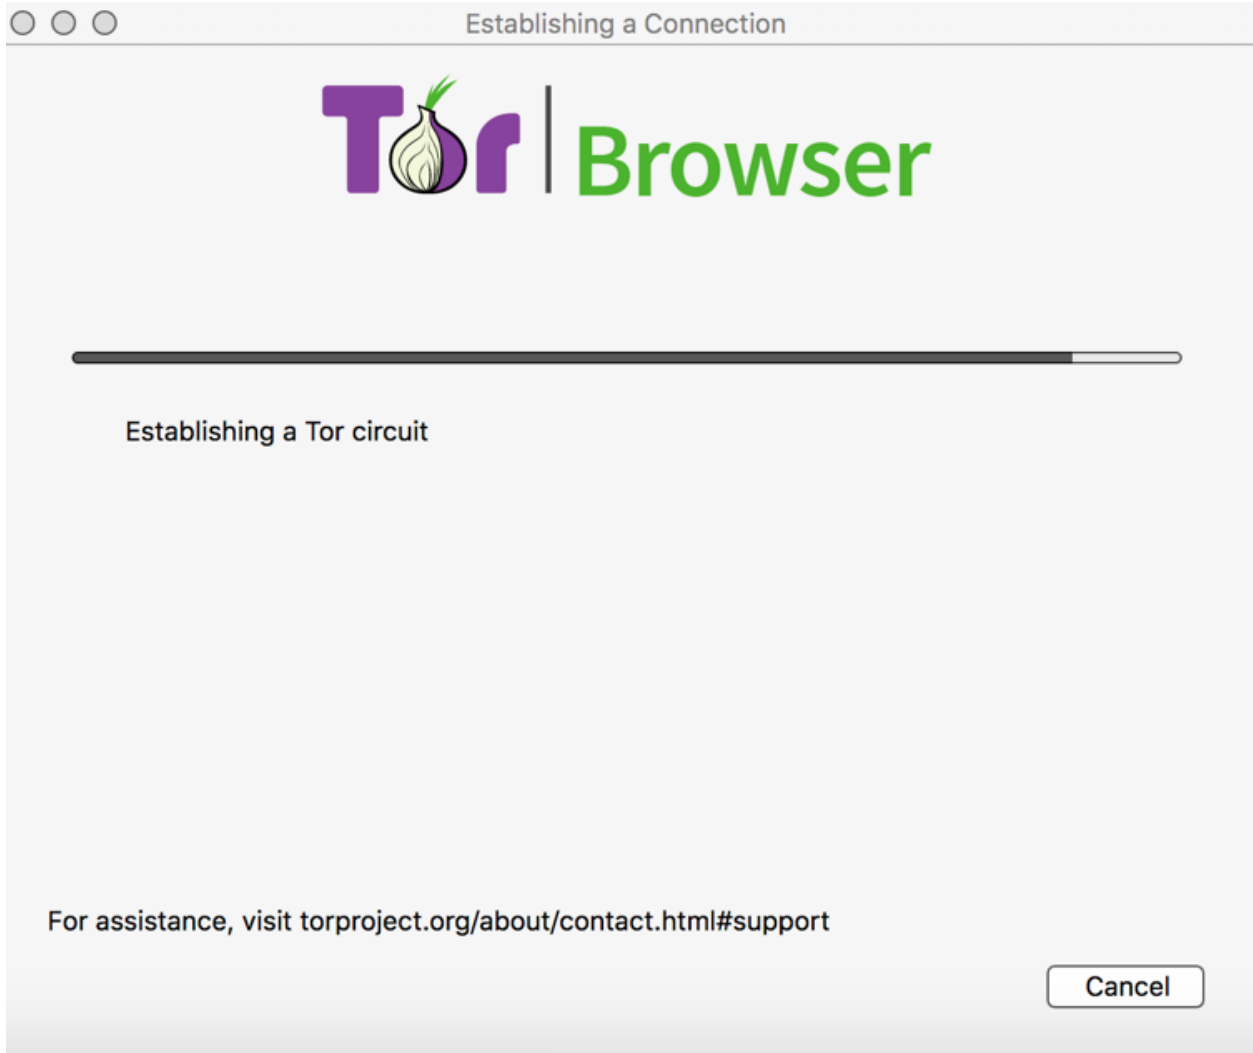 Establishing a Connection
Tor | Browser
Establishing a Tor circuit
For assistance, visit torproject.org/about/contact.html#support
Cancel